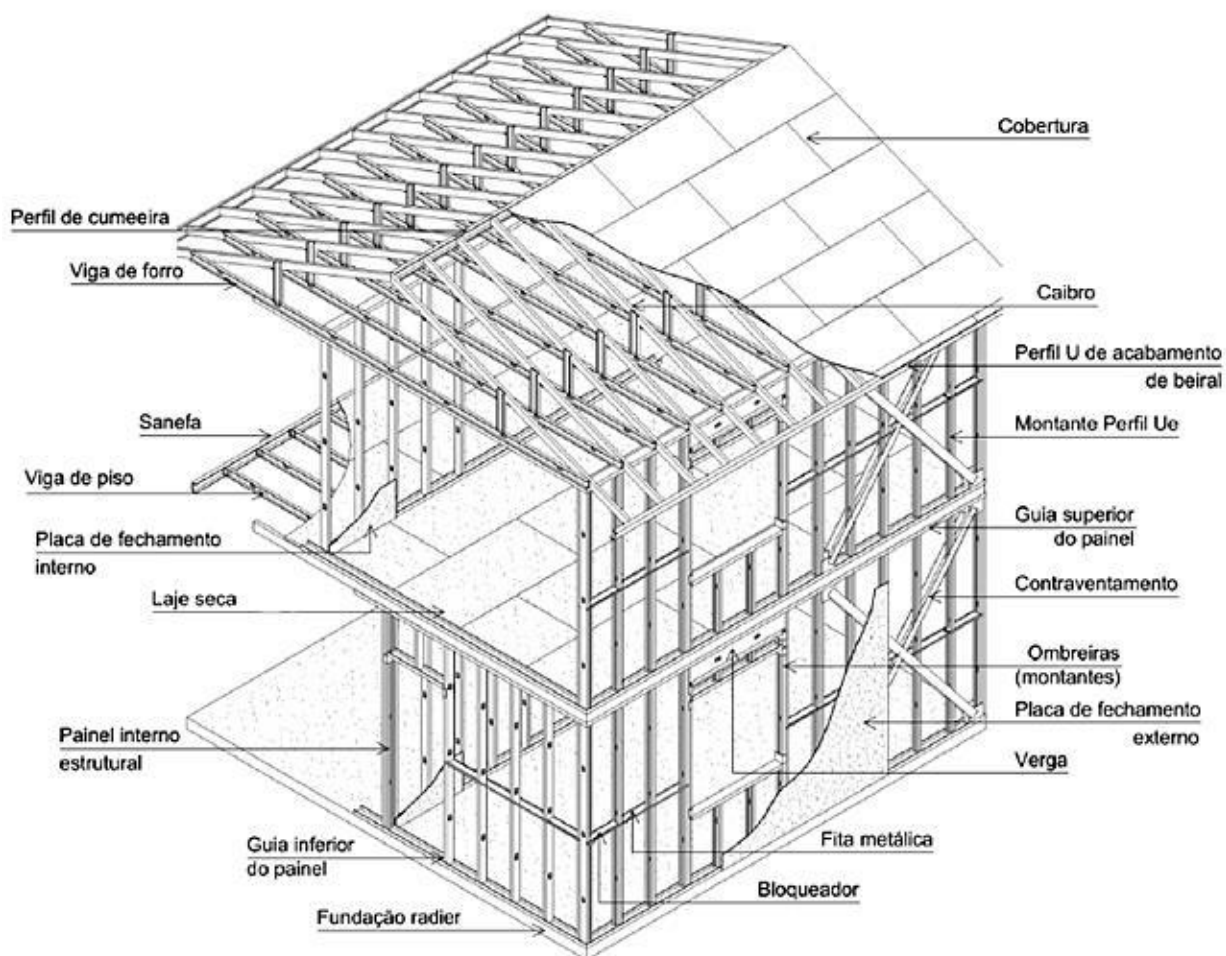 Cobertura
Perfil de cumeeira
Viga de forro
Caibro
Perfil U de acabamento
de beiral
Sanefa
Montante Perfil Ue
Viga de piso
Guia superior
do painel
Placa de fechamento
interno
Contraventamento
Laje seca
Ombreiras
(montantes)
Placa de fechamento
externo
Painel interno
estrutural
Verga
Fita metálica
Guia inferior
do painel
Bloqueador
Fundação radier